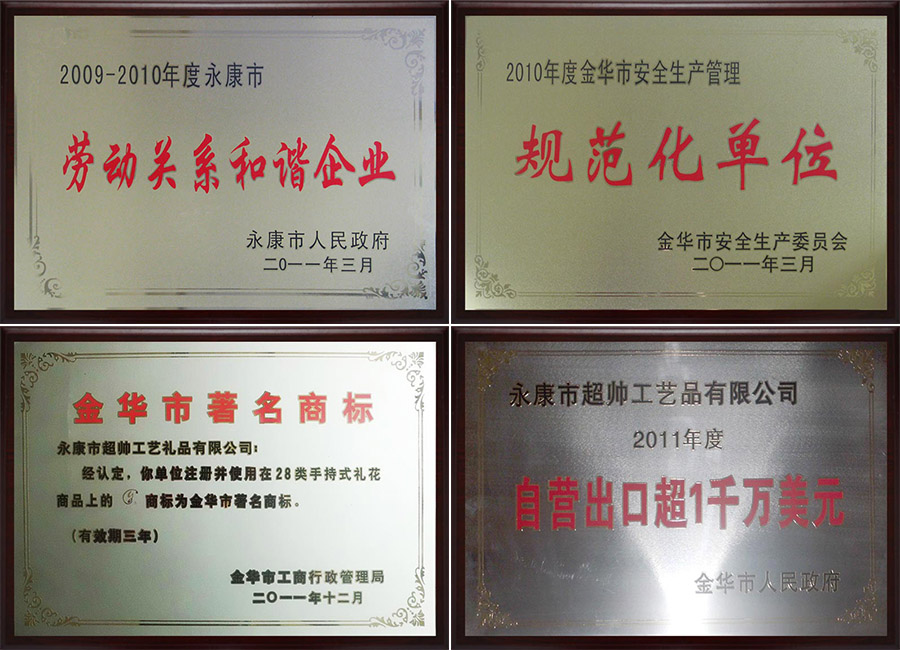 2009-2010年度永康市
劳动关系和谐企业
永康市人民政府
二O一一年三月
2010年度金华市安全生产管理
规范化单位
金华市安全生产委员会
二〇一一年三月
金华市著名商标
永康市超帅工艺礼品有限公司:
经认定，你单位注册并使用在28类手持式礼花
商品上的 商标为金华市著名商标。
(有效期三年)
金华市工商行政管理局
二〇一一年十二月
永康市超帅工艺品有限公司
2011年度
自营出口超1千万美元
金华市人民政府